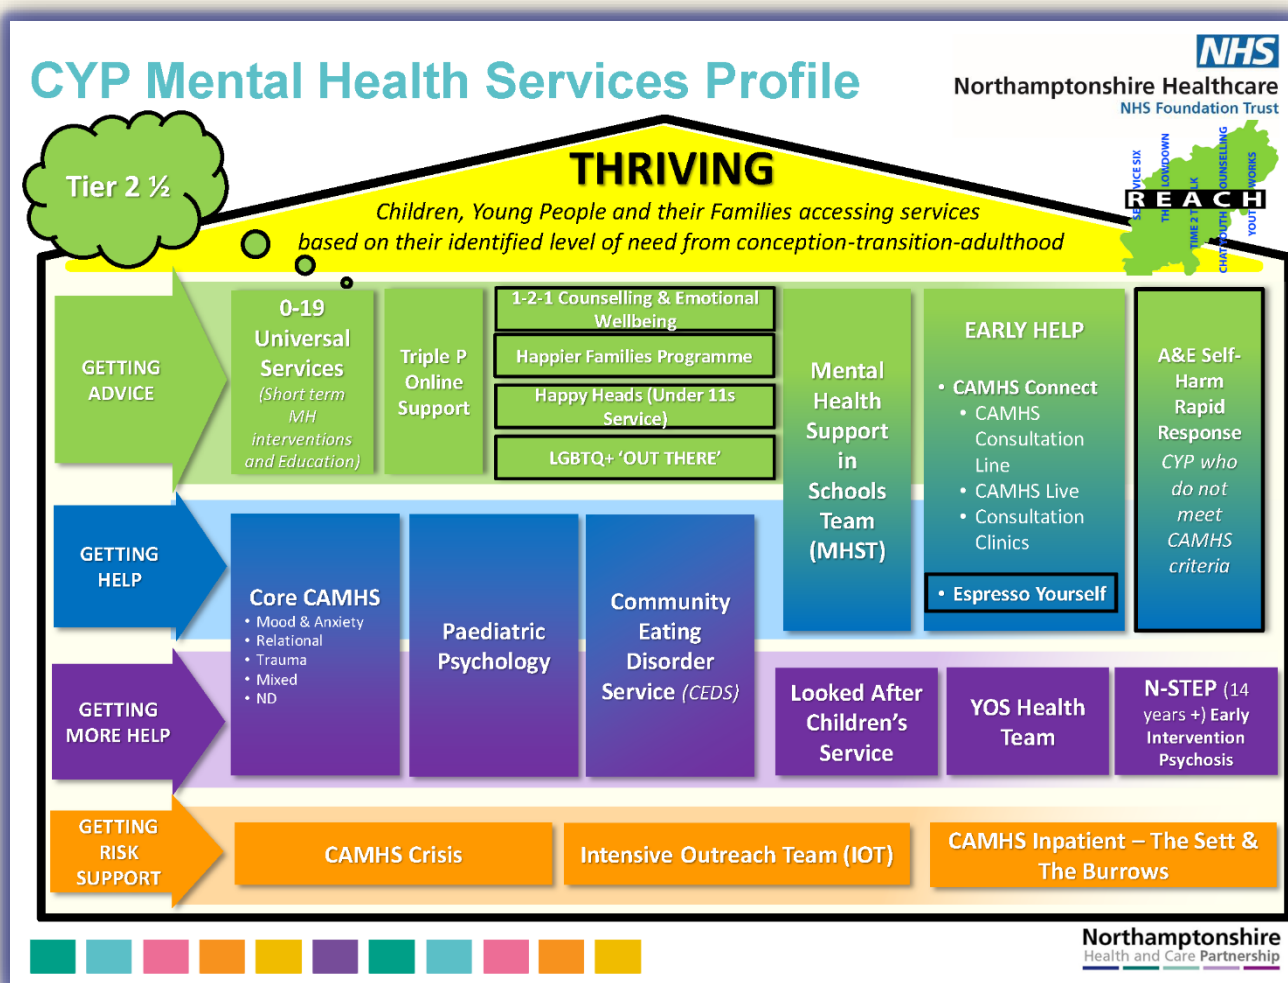 CYP Mental Health Services Profile
NHS
Northamptonshire Healthcare
NHS Foundation Trust
Tier 2 ½
THRIVING
Children, Young People and their Families accessing services
based on their identified level of need from conception-transition-adulthood
REACH
GETTING
ADVICE
0-19
Universal
Services
(Short term
MH
interventions
and Education)
Triple P
Online
Support
1-2-1 Counselling & Emotional
Wellbeing
Happier Families Programme
Happy Heads (Under 11s
Service)
LGBTQ+ ‘OUT THERE’
Mental
Health
Support
in
Schools
Team
(MHST)
EARLY HELP
• CAMHS Connect
• CAMHS
Consultation
Line
• CAMHS Live
• Consultation
Clinics
• Espresso Yourself
A&E Self-
Harm
Rapid
Response
CYP who
do not
meet
CAMHS
criteria
GETTING
HELP
Core CAMHS
• Mood & Anxiety
• Relational
• Trauma
• Mixed
• ND
Paediatric
Psychology
Community
Eating
Disorder
Service (CEDS)
GETTING
MORE HELP
Looked After
Children’s
Service
YOS Health
Team
N-STEP (14
years +) Early
Intervention
Psychosis
GETTING
RISK
SUPPORT
CAMHS Crisis
Intensive Outreach Team (IOT)
CAMHS Inpatient – The Sett &
The Burrows
Northamptonshire
Health and Care Partnership